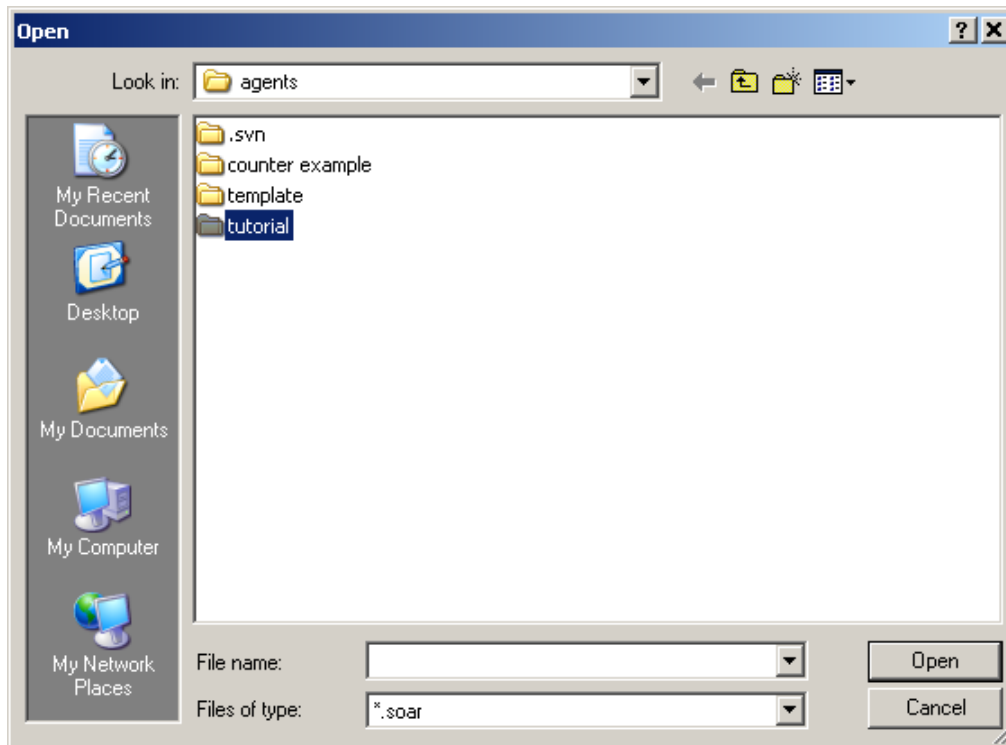 Open
Look in:
agents
My Recent
Documents
Desktop
My Documents
My Computer
My Network
Places
.svn
counter example
template
tutorial
File name:
Open
Files of type:
*.soar
Cancel